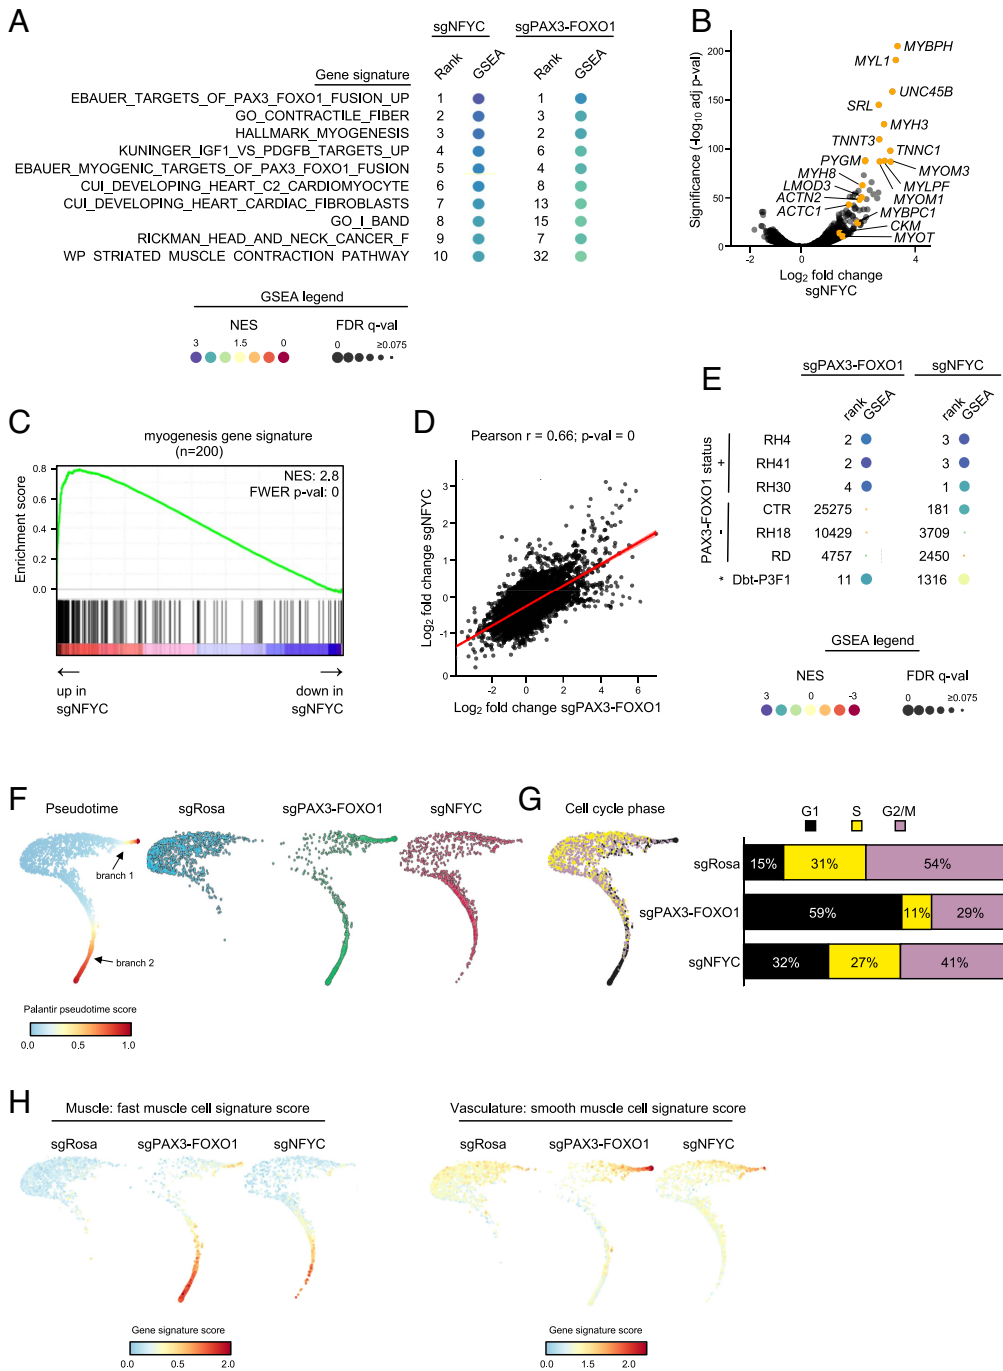 A
sgNFYC sgPAX3-FOXO1
Gene signature Rank GSEA Rank GSEA
EBAUER_TARGETS_OF_PAX3_FOXO1_FUSION_UP 1 1
GO_CONTRACTILE_FIBER 2 3
HALLMARK_MYOGENESIS 3 2
KUNINGER_IGF1_VS_PDGFB_TARGETS_UP 4 6
EBAUER_MYOGENIC_TARGETS_OF_PAX3_FOXO1_FUSION 5 4
CUI_DEVELOPING_HEART_C2_CARDIOMYOCYTE 6 8
CUI_DEVELOPING_HEART_CARDIAC_FIBROBLASTS 7 13
GO_I_BAND 8 15
RICKMAN_HEAD_AND_NECK_CANCER_F 9 7
WP STRIATED MUSCLE CONTRACTION PATHWAY 10 32
GSEA legend
NES FDR q-val
3 1.5 0 0 ≥0.075
B
Significance (-log10 adj p-val)
200
150
100
50
0
MYBPH
MYL1
UNC45B
SRL
MYH3
TNNT3
TNNC1
PYGM
MYOM3
MYH8
MYLPF
LMOD3
MYOM1
ACTN2
MYBPC1
ACTC1
CKM
MYOT
-2 0 4
Log2 fold change
sgNFYC
C
myogenesis gene signature
(n=200)
NES: 2.8
FWER p-val: 0
Enrichment score
0.8
0.6
0.4
0.2
0.0
up in
sgNFYC
down in
sgNFYC
D
Pearson r = 0.66; p-val = 0
Log2 fold change sgNFYC
3
2
1
0
-1
0
-2 0 2 4 6
Log2 fold change sgPAX3-FOXO1
E
sgPAX3-FOXO1 sgNFYC
rank GSEA rank GSEA
PAX3-FOXO1 status
+
-
RH4 2 3
RH41 2 3
RH30 4 1
CTR 25275 181
RH18 10429 3709
RD 4757 2450
* Dbt-P3F1 11 1316
GSEA legend
NES FDR q-val
3 0 -3 0 ≥0.075
F
Pseudotime sgRosa sgPAX3-FOXO1 sgNFYC
branch 1
branch 2
Palantir pseudotime score
0.0 1.0
G
Cell cycle phase
G1 S G2/M
sgRosa 15% 31% 54%
sgPAX3-FOXO1 59% 11% 29%
sgNFYC 32% 27% 41%
H
Muscle: fast muscle cell signature score
sgRosa sgPAX3-FOXO1 sgNFYC
Gene signature score
0.0 0.5 2.0
Vasculature: smooth muscle cell signature score
sgRosa sgPAX3-FOXO1 sgNFYC
Gene signature score
0.0 1.0 2.0